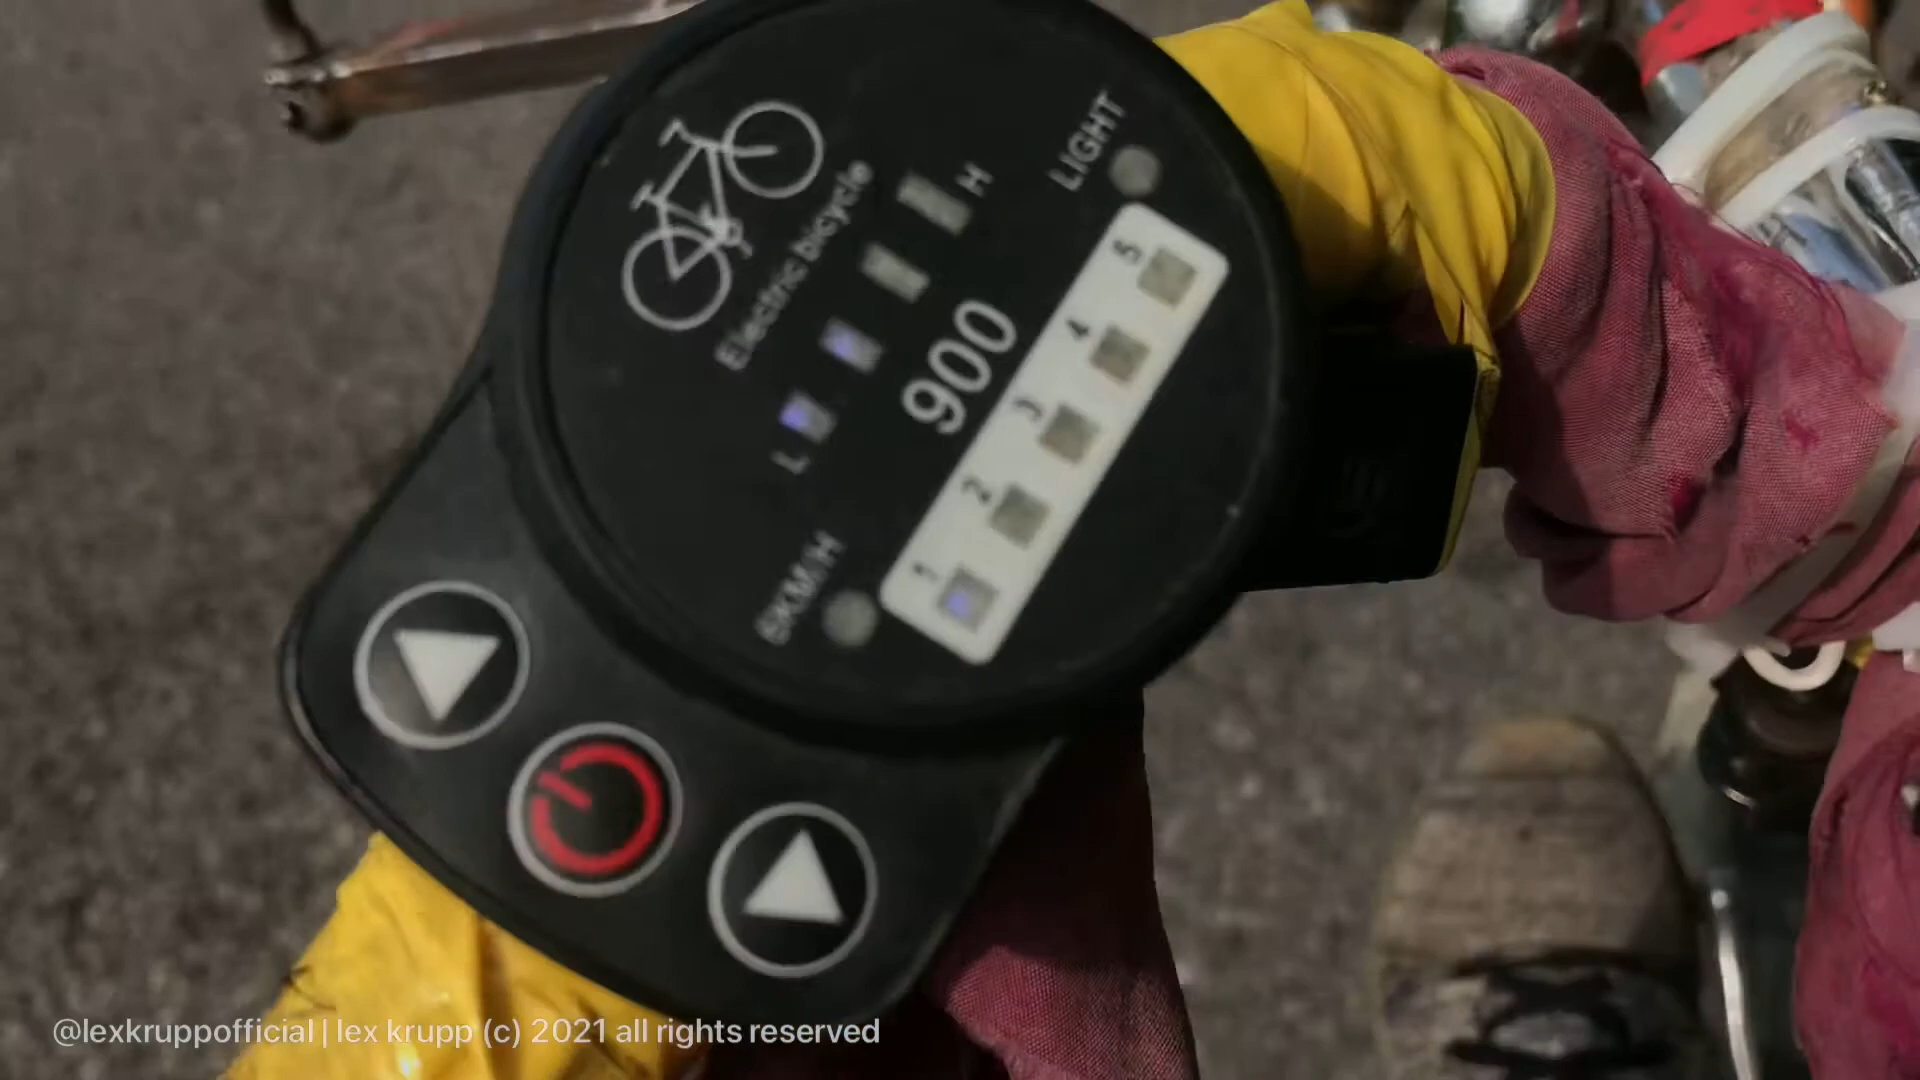 Electric bicycle
L H
900
LIGHT
6KM/H
1 2 3 4 5
@lexkruppofficial | lex krupp (c) 2021 all rights reserved